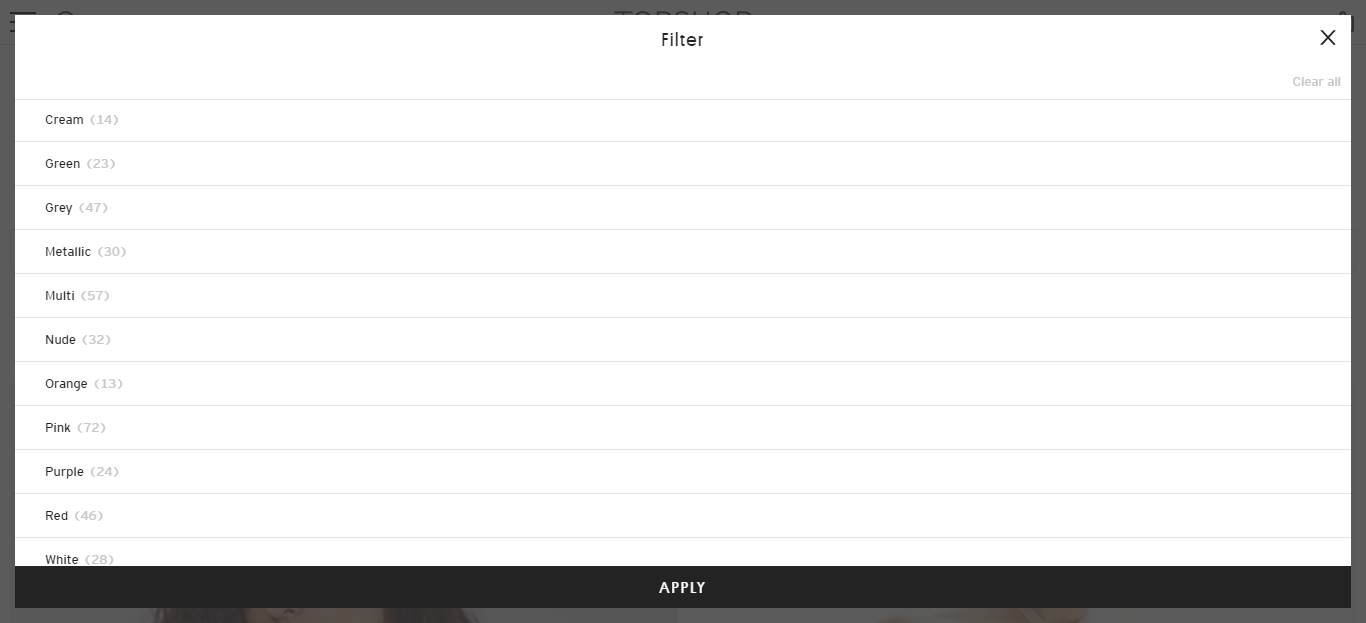 TOPSHOP
Filter
Clear all
Cream (14)
Green (23)
Grey (47)
Metallic (30)
Multi (57)
Nude (32)
Orange (13)
Pink (72)
Purple (24)
Red (46)
White (28)
APPLY